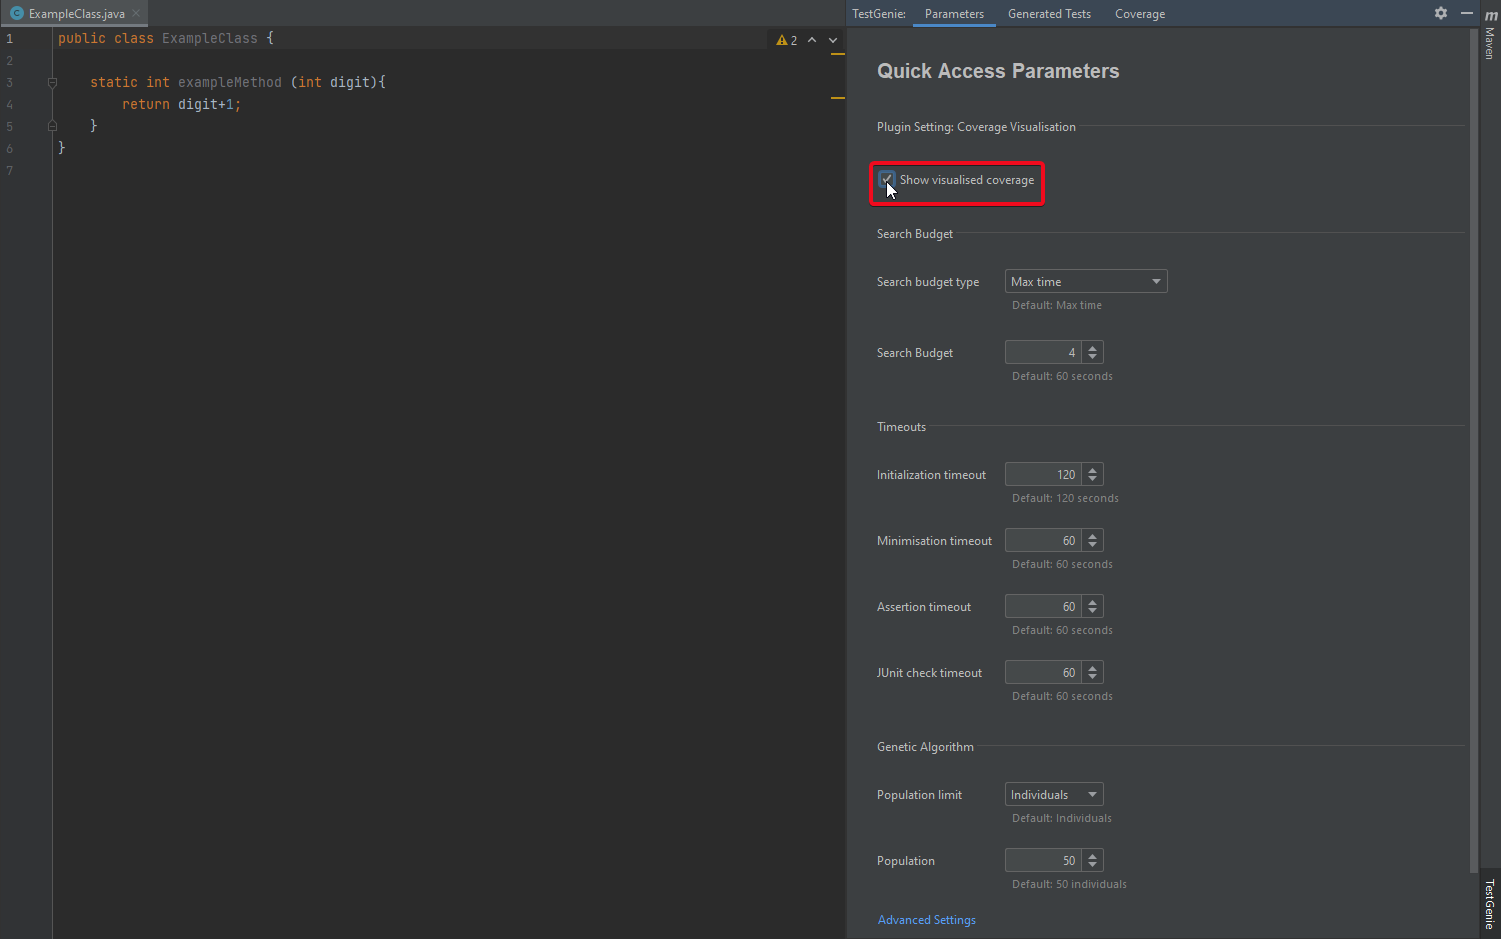 ExampleClass.java
TestGenie: Parameters Generated Tests Coverage
1 public class ExampleClass {
2
2
3 static int exampleMethod (int digit){
4 return digit+1;
5 }
6 }
7
Quick Access Parameters
Plugin Setting: Coverage Visualisation
Show visualised coverage
Search Budget
Search budget type Max time
Default: Max time
Search Budget 4
Default: 60 seconds
Timeouts
Initialization timeout 120
Default: 120 seconds
Minimisation timeout 60
Default: 60 seconds
Assertion timeout 60
Default: 60 seconds
JUnit check timeout 60
Default: 60 seconds
Genetic Algorithm
Population limit Individuals
Default: Individuals
Population 50
Default: 50 individuals
Advanced Settings
m
Maven
TestGenie